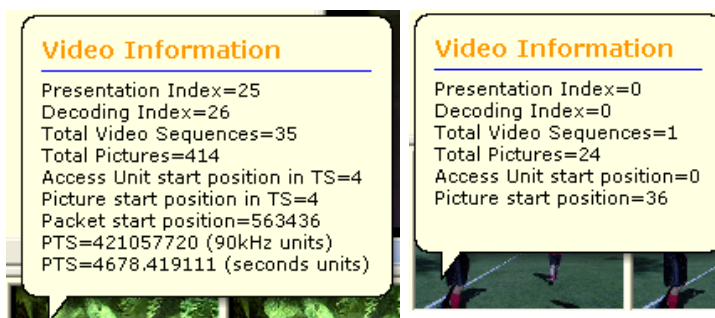 Video Information
Presentation Index=25
Decoding Index=26
Total Video Sequences=35
Total Pictures=414
Access Unit start position in TS=4
Picture start position in TS=4
Packet start position=563436
PTS=421057720 (90kHz units)
PTS=4678.419111 (seconds units)
Video Information
Presentation Index=0
Decoding Index=0
Total Video Sequences=1
Total Pictures=24
Access Unit start position=0
Picture start position=36